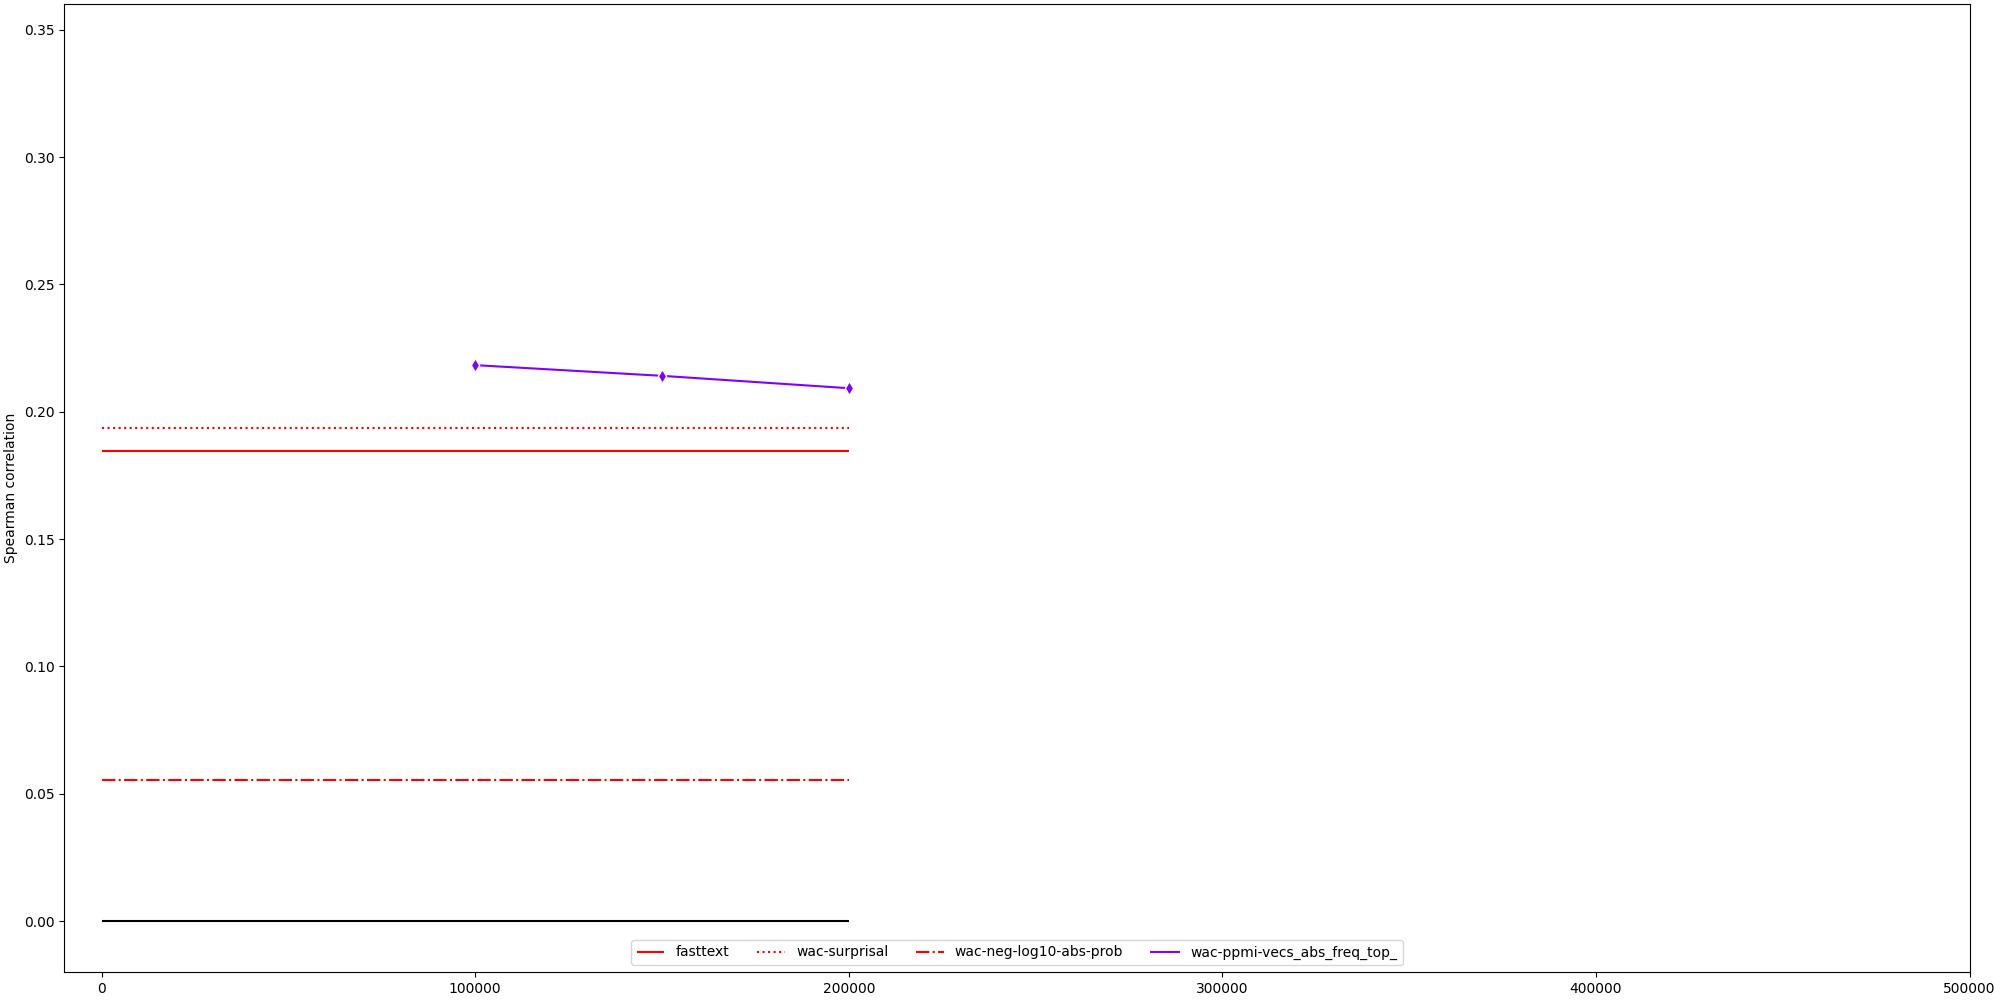 0.35
0.30
0.25
0.20
0.15
0.10
0.05
0.00
Spearman correlation
fasttext wac-surprisal wac-neg-log10-abs-prob wac-ppmi-vecs_abs_freq_top_
0 100000 200000 300000 400000 500000